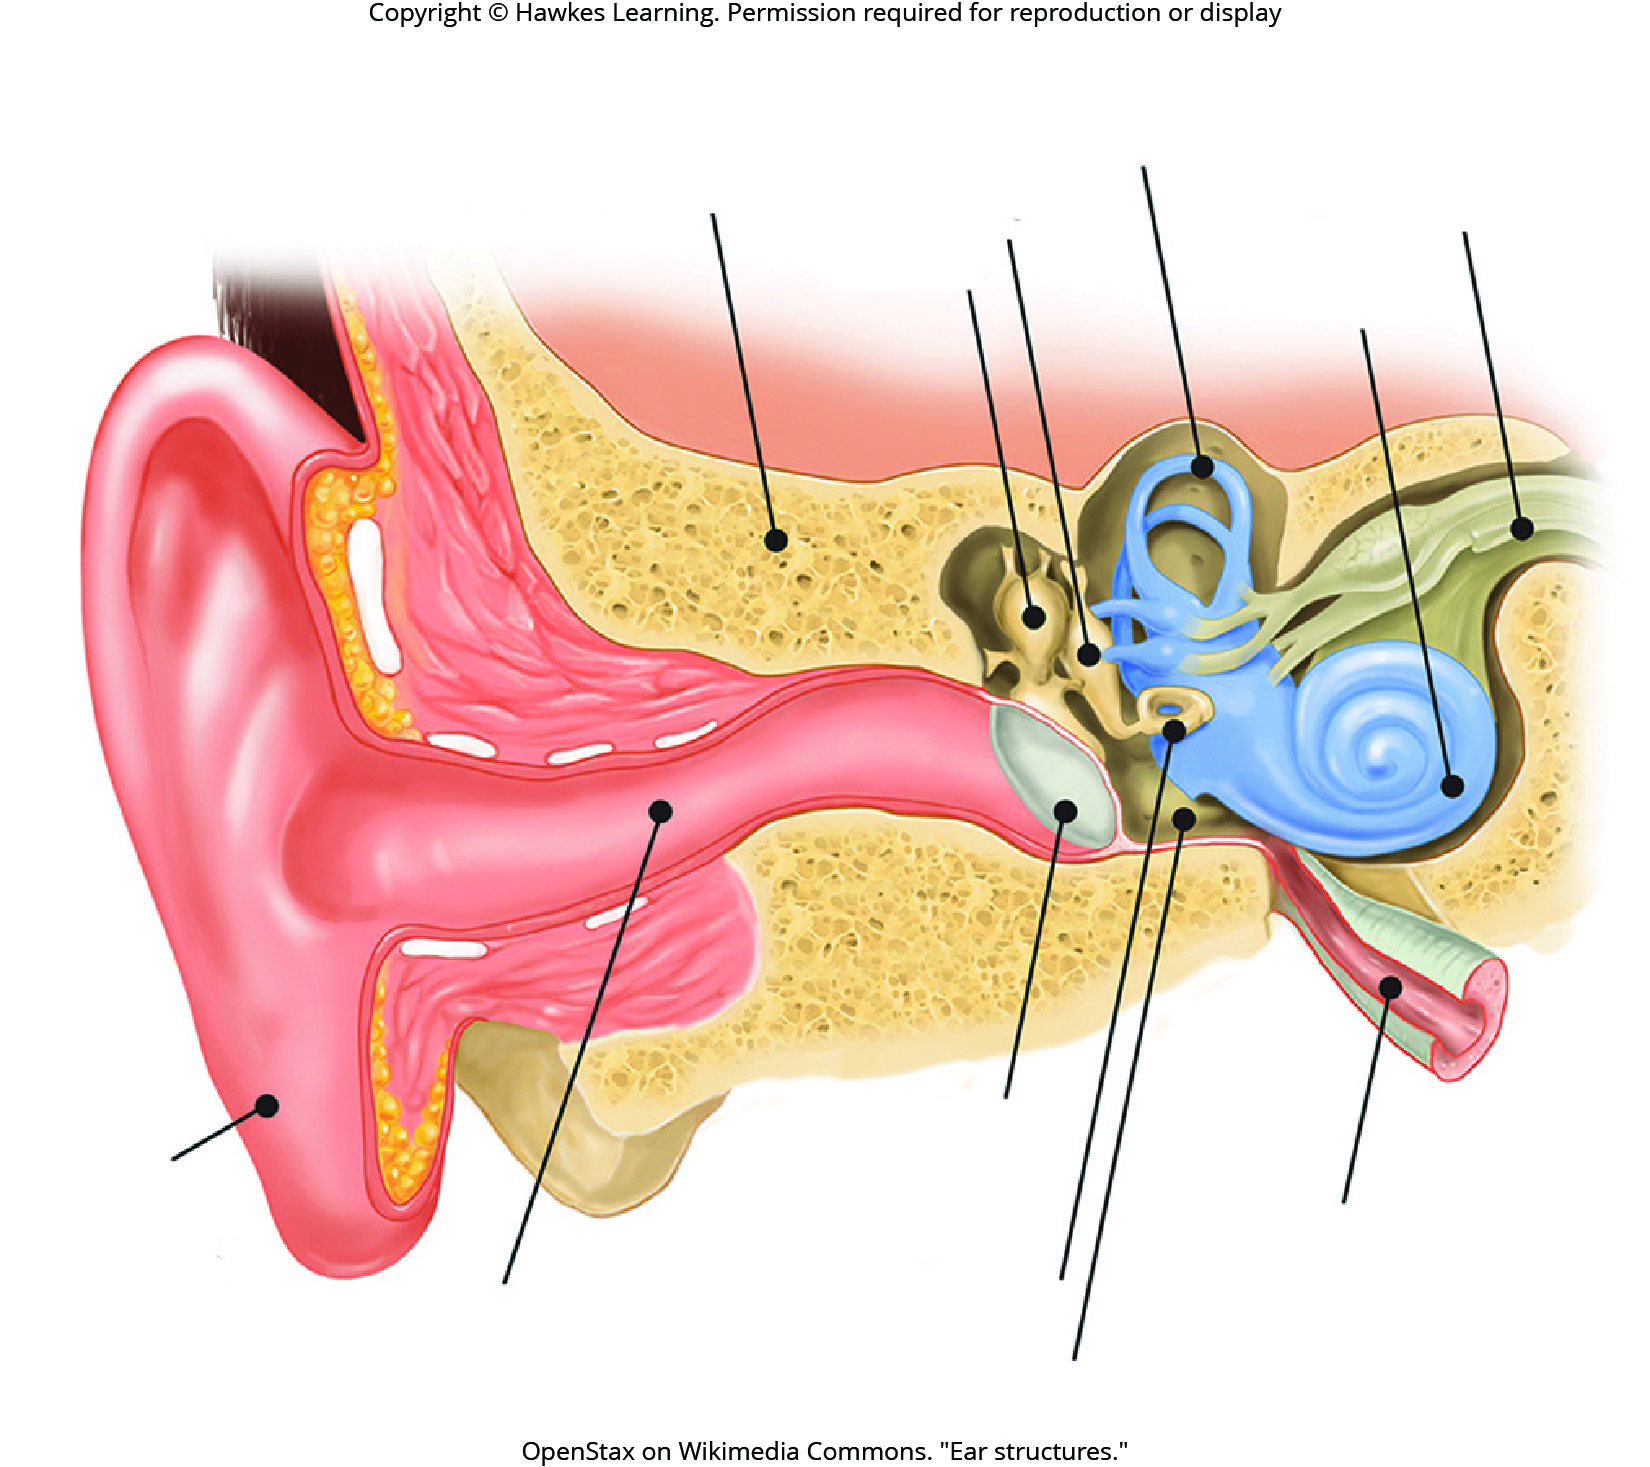 Copyright © Hawkes Learning. Permission required for reproduction or display
OpenStax on Wikimedia Commons. "Ear structures."